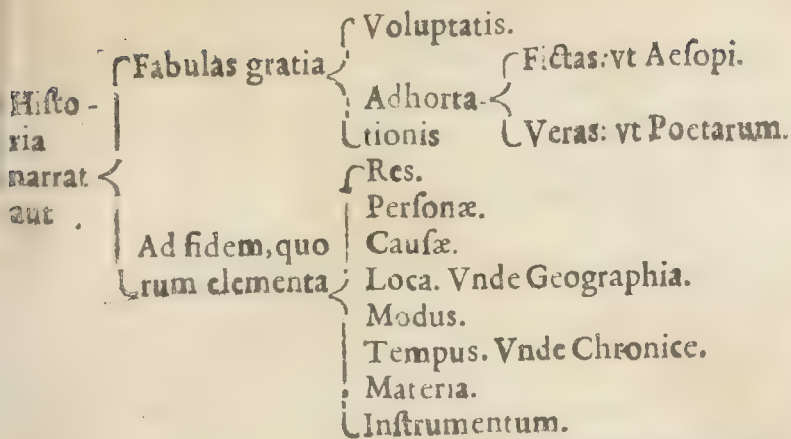 Histo-
ria
narrat
aut
Fabulas gratia
Voluptatis.
Adhorta-
tionis
Fictas: vt Aesopi.
Veras: vt Poetarum.
Ad fidem, quo
rum elementa
Res.
Personæ.
Causæ.
Loca. Vnde Geographia.
Modus.
Tempus. Vnde Chronice.
Materia.
Instrumentum.